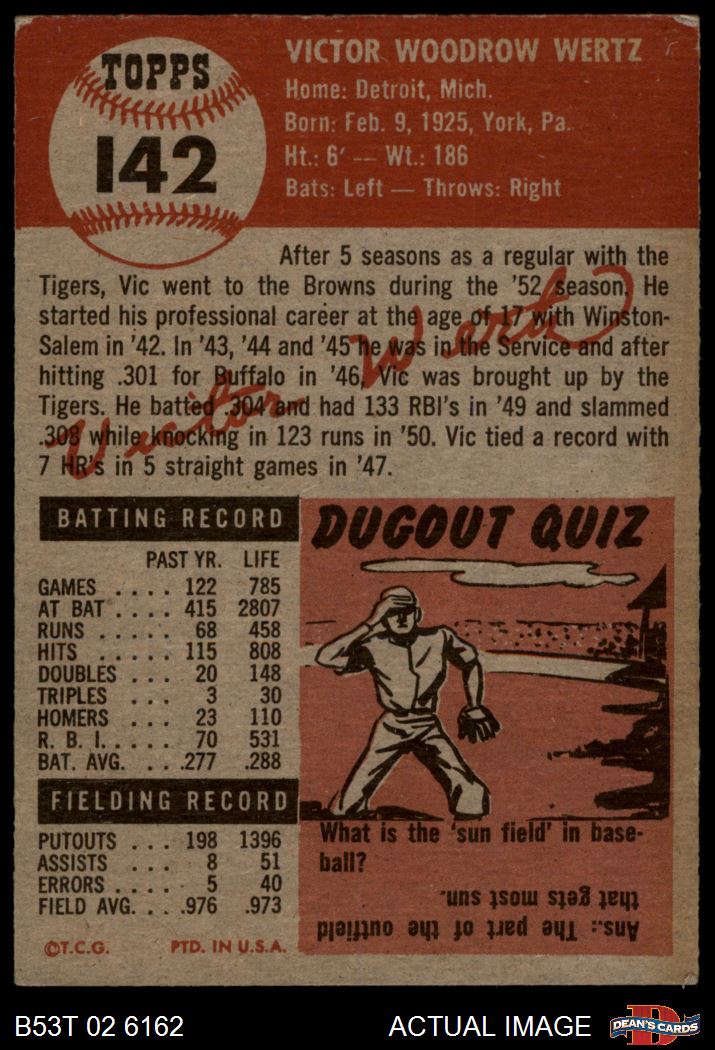 TOPPS
142
VICTOR WOODROW WERTZ
Home: Detroit, Mich.
Born: Feb. 9, 1925, York, Pa.
Ht.: 6' — Wt.: 186
Bats: Left — Throws: Right
After 5 seasons as a regular with the
Tigers, Vic went to the Browns during the '52 season. He
started his professional career at the age of 17 with Winston-
Salem in '42. In '43, '44 and '45 he was in the Service and after
hitting .301 for Buffalo in '46, Vic was brought up by the
Tigers. He batted .304 and had 133 RBI's in '49 and slammed
.308 while knocking in 123 runs in '50. Vic tied a record with
7 HR's in 5 straight games in '47.
Victor Wertz
BATTING RECORD
PAST YR. LIFE
GAMES .... 122 785
AT BAT .... 415 2807
RUNS ..... 68 458
HITS ..... 115 808
DOUBLES ... 20 148
TRIPLES ... 3 30
HOMERS ... 23 110
R. B. I. .... 70 531
BAT. AVG. ... .277 .288
FIELDING RECORD
PUTOUTS ... 198 1396
ASSISTS ... 8 51
ERRORS .... 5 40
FIELD AVG. ... .976 .973
©T.C.G. PTD. IN U.S.A.
DUGOUT QUIZ
What is the 'sun field' in base-
ball?
Ans.: The part of the outfield
that gets most sun.
B53T 02 6162
ACTUAL IMAGE
DEAN'S CARDS